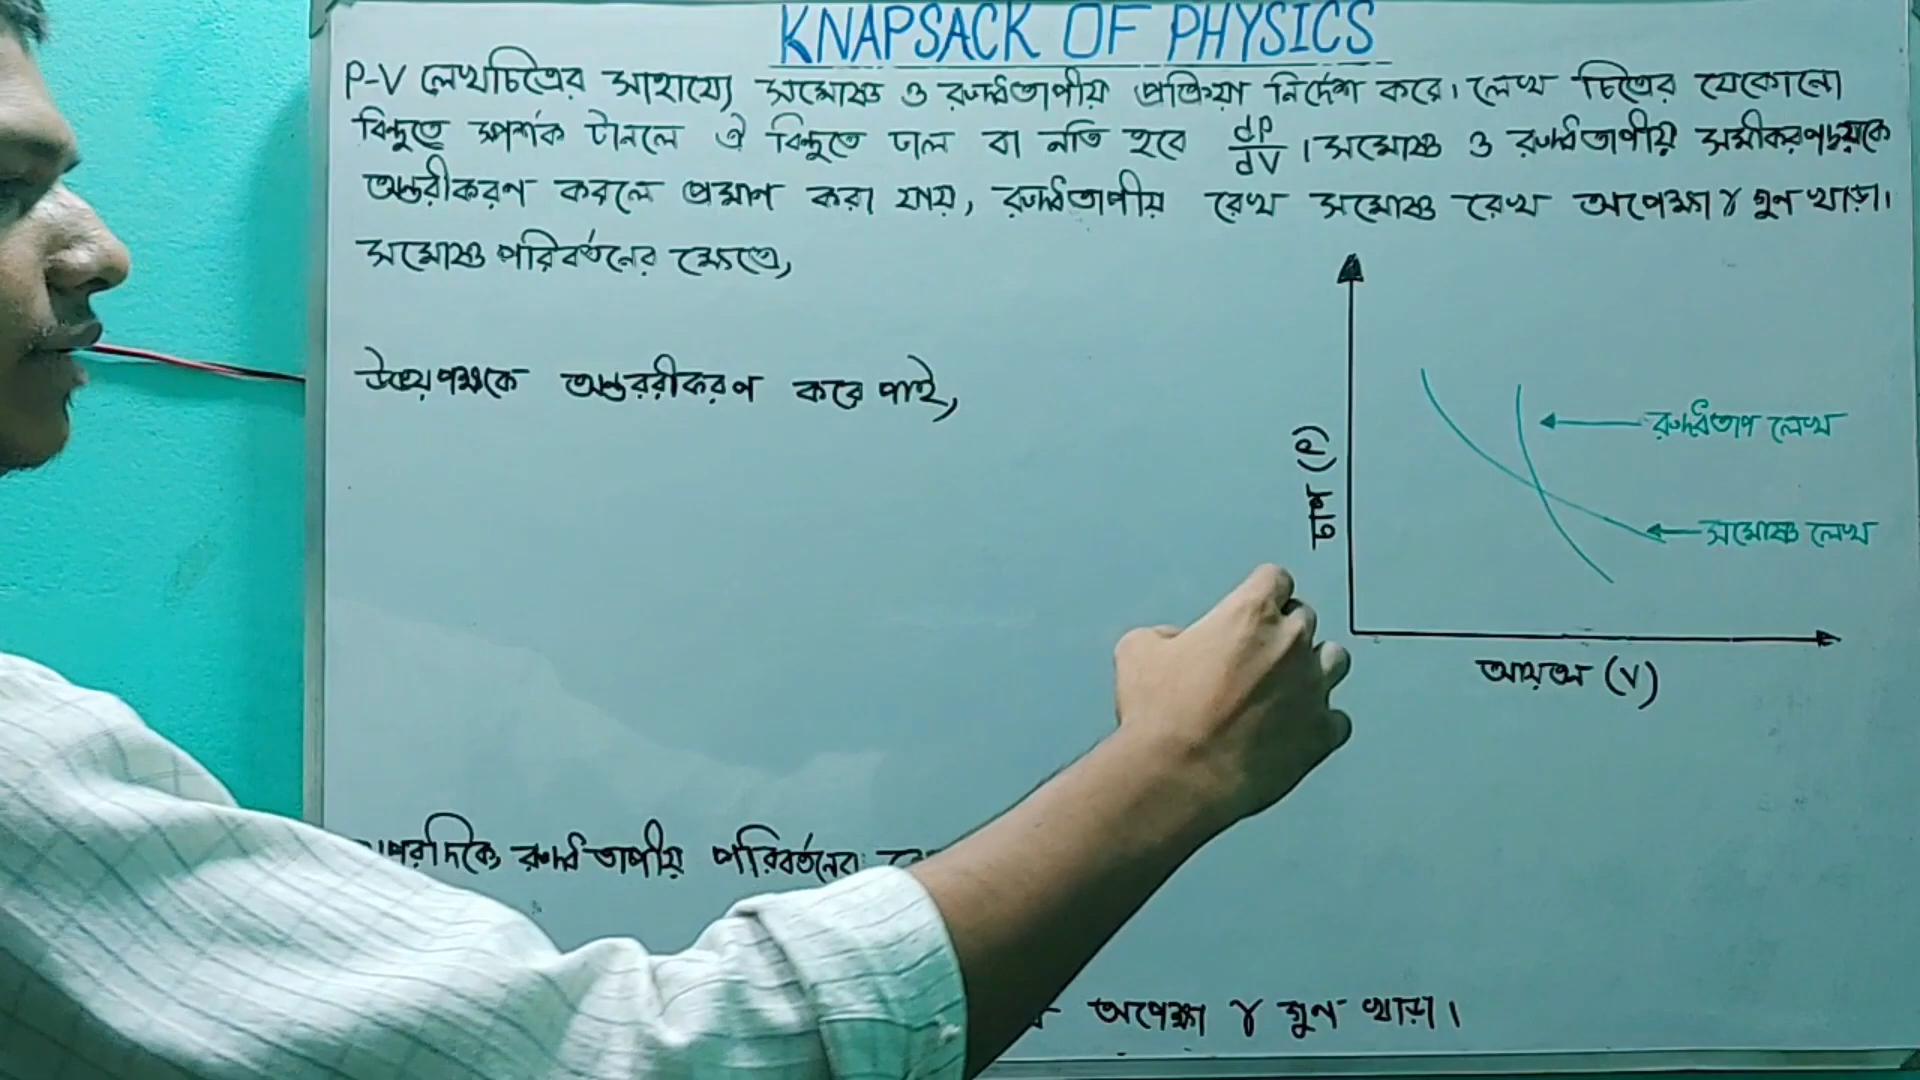 KNAPSACK OF PHYSICS
P-V লেখচিত্রের সাহায্যে সমোষ্ণ ও রুদ্ধতাপীয় প্রক্রিয়া নির্দেশ করে। লেখ চিত্রের যেকোনো
বিন্দুতে স্পর্শক টানলে ঐ বিন্দুতে ঢাল বা নতি হবে dP/dV । সমোষ্ণ ও রুদ্ধতাপীয় সমীকরণদ্বয়কে
অন্তরীকরণ করলে প্রমাণ করা যায়, রুদ্ধতাপীয় রেখ সমোষ্ণ রেখ অপেক্ষা γ গুন খাড়া।
সমোষ্ণ পরিবর্তনের ক্ষেত্রে,
উভয়পক্ষকে অন্তররীকরণ করে পাই,
রুদ্ধতাপ লেখ
চাপ (P)
সমোষ্ণ লেখ
আয়তন (V)
রুদ্ধতাপীয় পরিবর্তনের
অপেক্ষা γ গুন খাড়া।